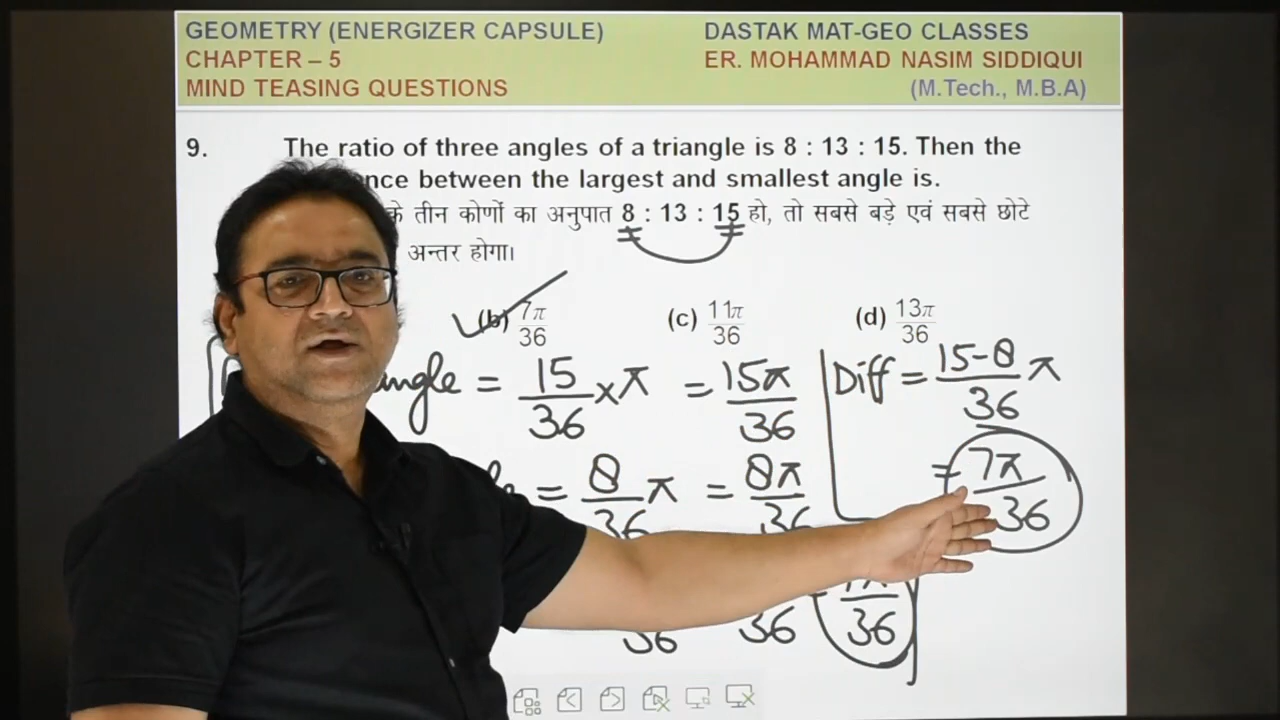 GEOMETRY (ENERGIZER CAPSULE) DASTAK MAT-GEO CLASSES
CHAPTER – 5 ER. MOHAMMAD NASIM SIDDIQUI
MIND TEASING QUESTIONS (M.Tech., M.B.A)
9. The ratio of three angles of a triangle is 8 : 13 : 15. Then the
between the largest and smallest angle is.
के तीन कोणों का अनुपात 8 : 13 : 15 हो, तो सबसे बड़े एवं सबसे छोटे
अन्तर होगा।
(b) 7π/36 (c) 11π/36 (d) 13π/36
angle = 15/36 × π = 15π/36 Diff = 15-8/36 π
= 8/36 π = 8π/36 = 7π/36
36 36 7π/36